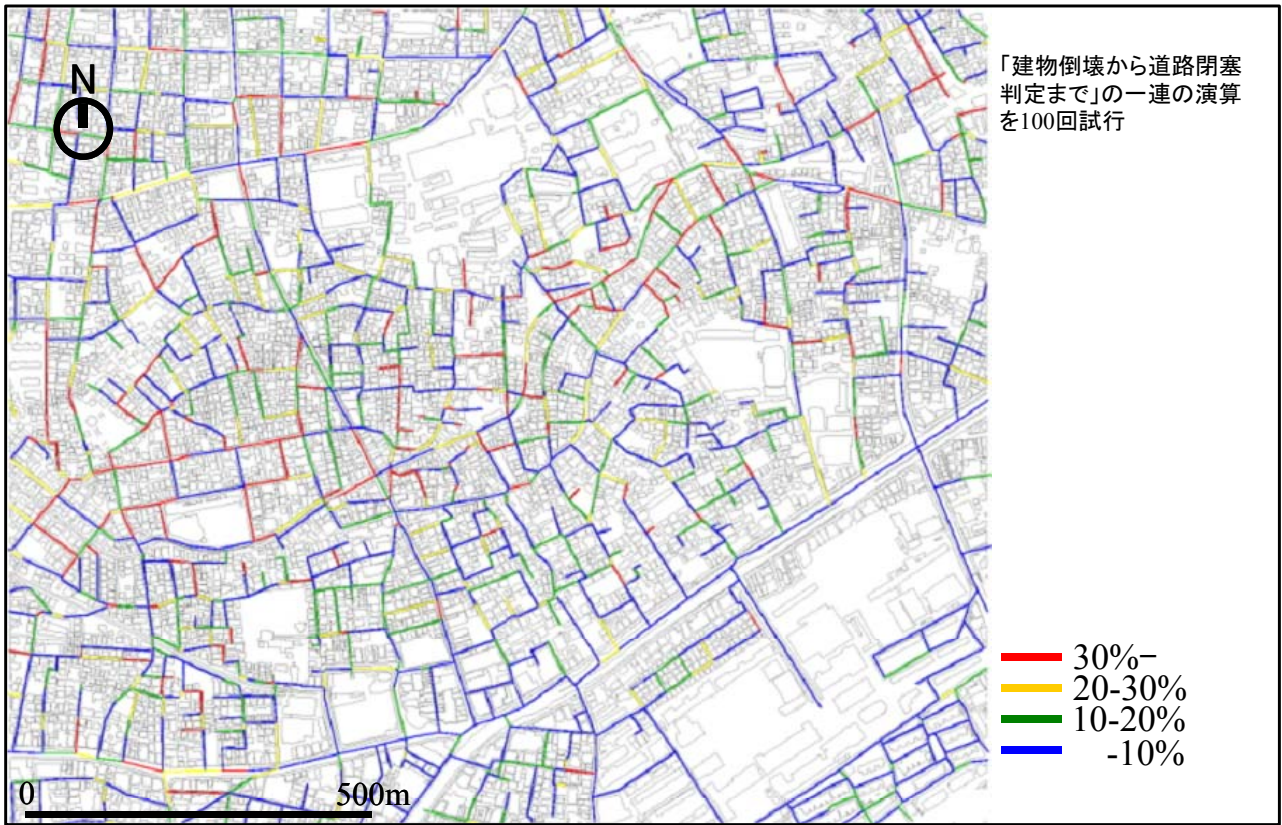 N
「建物倒壊から道路閉塞
判定まで」の一連の演算
を100回試行
30%-
20-30%
10-20%
-10%
0
500m